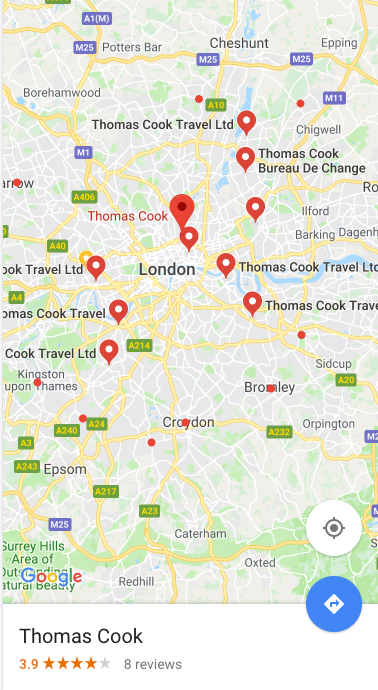 A1(M)
M25
Potters Bar
Cheshunt
Epping
M25
M25
Borehamwood
M11
A10
Thomas Cook Travel Ltd
Chigwell
M1
Thomas Cook
Bureau De Change
arrow
A406
Ro
Thomas Cook
Ilford
A40
Barking
Dagenh
ook Travel Ltd
London
Thomas Cook Travel Ltd
A4
omas Cook Travel
Thomas Cook Trave
Cook Travel Ltd
A214
Kingston
upon Thames
Sidcup
A20
Bromley
A240
A24
Croydon
A232
Orpington
A3
A243
Epsom
A217
A23
M25
M
Caterham
Surrey Hills
Area of
Outstanding
atural Beauty
Google
Oxted
Redhill
Thomas Cook
3.9
8 reviews